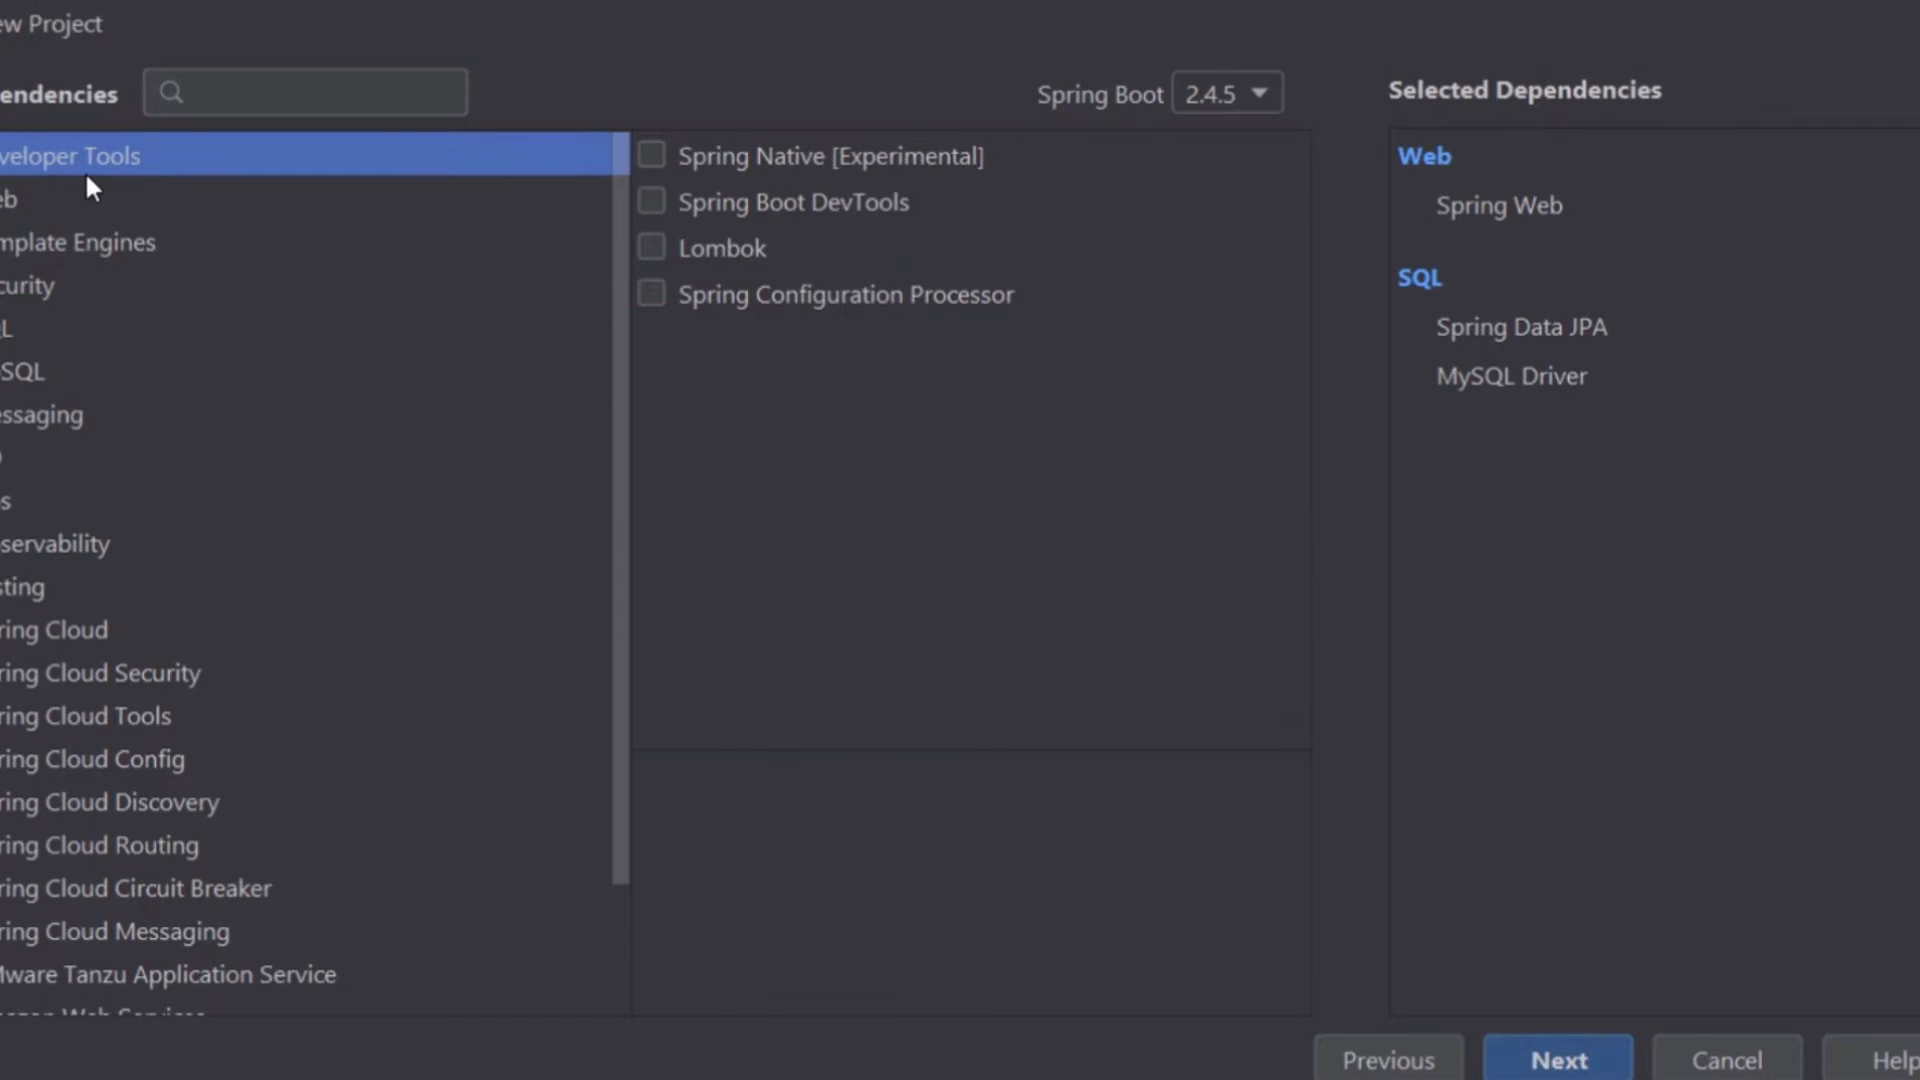 ew Project
endencies
Spring Boot 2.4.5
Selected Dependencies
veloper Tools
eb
mplate Engines
curity
L
SQL
essaging
s
servability
sting
ring Cloud
ring Cloud Security
ring Cloud Tools
ring Cloud Config
ring Cloud Discovery
ring Cloud Routing
ring Cloud Circuit Breaker
ring Cloud Messaging
Mware Tanzu Application Service
Spring Native [Experimental]
Spring Boot DevTools
Lombok
Spring Configuration Processor
Web
Spring Web
SQL
Spring Data JPA
MySQL Driver
Previous
Next
Cancel
Help